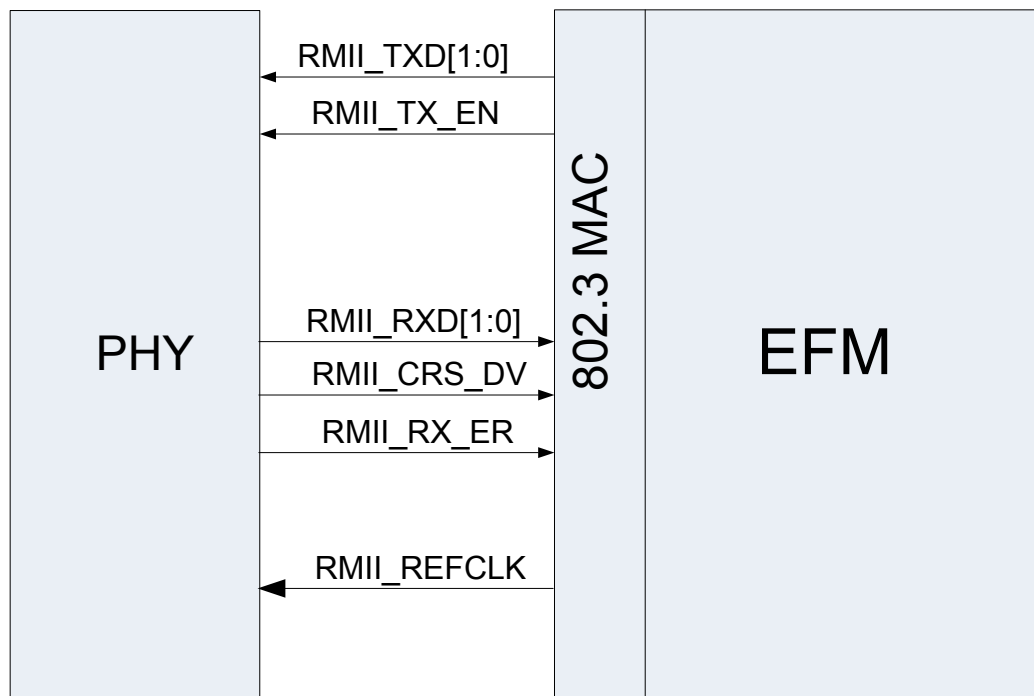 RMII_TXD[1:0]
RMII_TX_EN
RMII_RXD[1:0]
RMII_CRS_DV
RMII_RX_ER
RMII_REFCLK
PHY
802.3 MAC
EFM